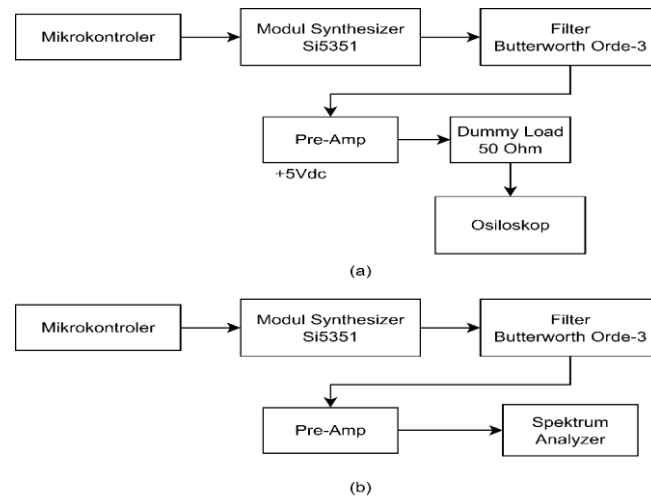 Mikrokontroler
Modul Synthesizer
Si5351
Filter
Butterworth Orde-3
Pre-Amp
+5Vdc
Dummy Load
50 Ohm
Osiloskop
(a)
Mikrokontroler
Modul Synthesizer
Si5351
Filter
Butterworth Orde-3
Pre-Amp
Spektrum
Analyzer
(b)